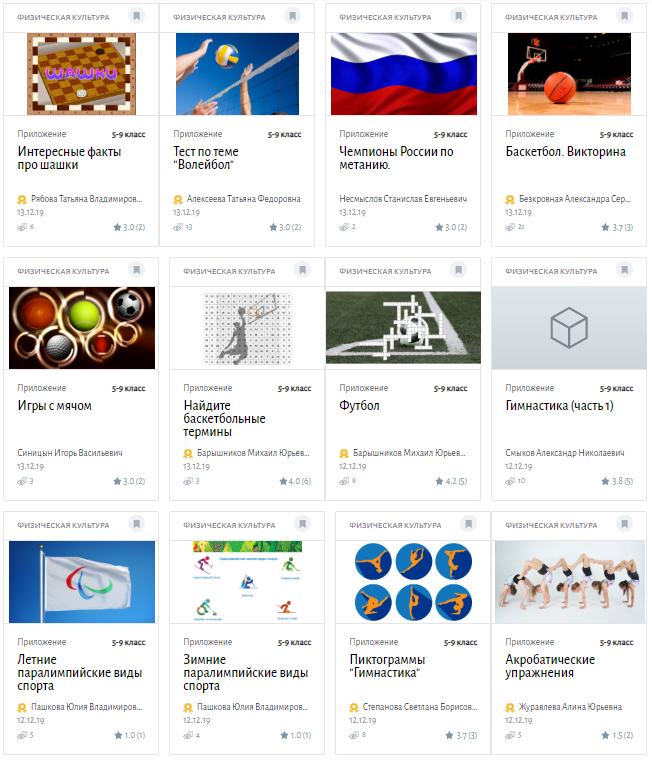 ФИЗИЧЕСКАЯ КУЛЬТУРА
ШАШКИ
Приложение 5-9 класс
Интересные факты
про шашки
Рябова Татьяна Владимиров...
13.12.19
6 3.0 (2)
ФИЗИЧЕСКАЯ КУЛЬТУРА
Приложение 5-9 класс
Тест по теме
"Волейбол"
Алексеева Татьяна Федоровна
13.12.19
13 3.0 (2)
ФИЗИЧЕСКАЯ КУЛЬТУРА
Приложение 5-9 класс
Чемпионы России по
метанию.
Несмыслов Станислав Евгеньевич
13.12.19
2 3.0 (2)
ФИЗИЧЕСКАЯ КУЛЬТУРА
Приложение 5-9 класс
Баскетбол. Викторина
Безкровная Александра Сер...
13.12.19
21 3.7 (3)
ФИЗИЧЕСКАЯ КУЛЬТУРА
Приложение 5-9 класс
Игры с мячом
Синицын Игорь Васильевич
13.12.19
3 3.0 (2)
ФИЗИЧЕСКАЯ КУЛЬТУРА
Приложение 5-9 класс
Найдите
баскетбольные
термины
Барышников Михаил Юрьев...
13.12.19
3 4.0 (6)
ФИЗИЧЕСКАЯ КУЛЬТУРА
Приложение 5-9 класс
Футбол
Барышников Михаил Юрьев...
12.12.19
8 4.2 (5)
ФИЗИЧЕСКАЯ КУЛЬТУРА
Приложение 5-9 класс
Гимнастика (часть 1)
Смыков Александр Николаевич
12.12.19
10 3.8 (5)
ФИЗИЧЕСКАЯ КУЛЬТУРА
Приложение 5-9 класс
Летние
паралимпийские виды
спорта
Пашкова Юлия Владимиров...
12.12.19
5 1.0 (1)
ФИЗИЧЕСКАЯ КУЛЬТУРА
Приложение 5-9 класс
Зимние
паралимпийские виды
спорта
Пашкова Юлия Владимиров...
12.12.19
4 1.0 (1)
ФИЗИЧЕСКАЯ КУЛЬТУРА
Приложение 5-9 класс
Пиктограммы
"Гимнастика"
Степанова Светлана Борисов...
12.12.19
8 3.7 (3)
ФИЗИЧЕСКАЯ КУЛЬТУРА
Приложение 5-9 класс
Акробатические
упражнения
Журавлева Алина Юрьевна
12.12.19
5 1.5 (2)